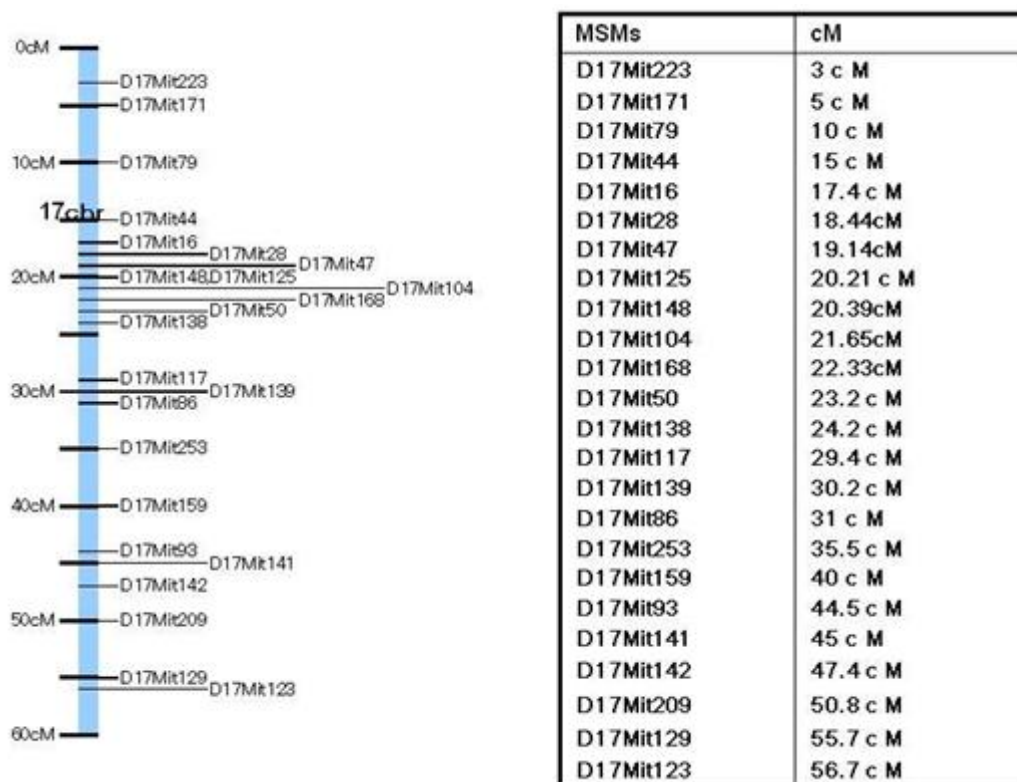 0cM
D17Mit223
D17Mit171
10cM
D17Mit79
17chr
D17Mit44
D17Mit16
D17Mit28
D17Mit47
20cM
D17Mit148,D17Mit125
D17Mit104
D17Mit168
D17Mit50
D17Mit138
D17Mit117
30cM
D17Mit139
D17Mit86
D17Mit253
40cM
D17Mit159
D17Mit93
D17Mit141
D17Mit142
50cM
D17Mit209
D17Mit129
D17Mit123
60cM
MSMs cM
D17Mit223 3 c M
D17Mit171 5 c M
D17Mit79 10 c M
D17Mit44 15 c M
D17Mit16 17.4 c M
D17Mit28 18.44cM
D17Mit47 19.14cM
D17Mit125 20.21 c M
D17Mit148 20.39cM
D17Mit104 21.65cM
D17Mit168 22.33cM
D17Mit50 23.2 c M
D17Mit138 24.2 c M
D17Mit117 29.4 c M
D17Mit139 30.2 c M
D17Mit86 31 c M
D17Mit253 35.5 c M
D17Mit159 40 c M
D17Mit93 44.5 c M
D17Mit141 45 c M
D17Mit142 47.4 c M
D17Mit209 50.8 c M
D17Mit129 55.7 c M
D17Mit123 56.7 c M